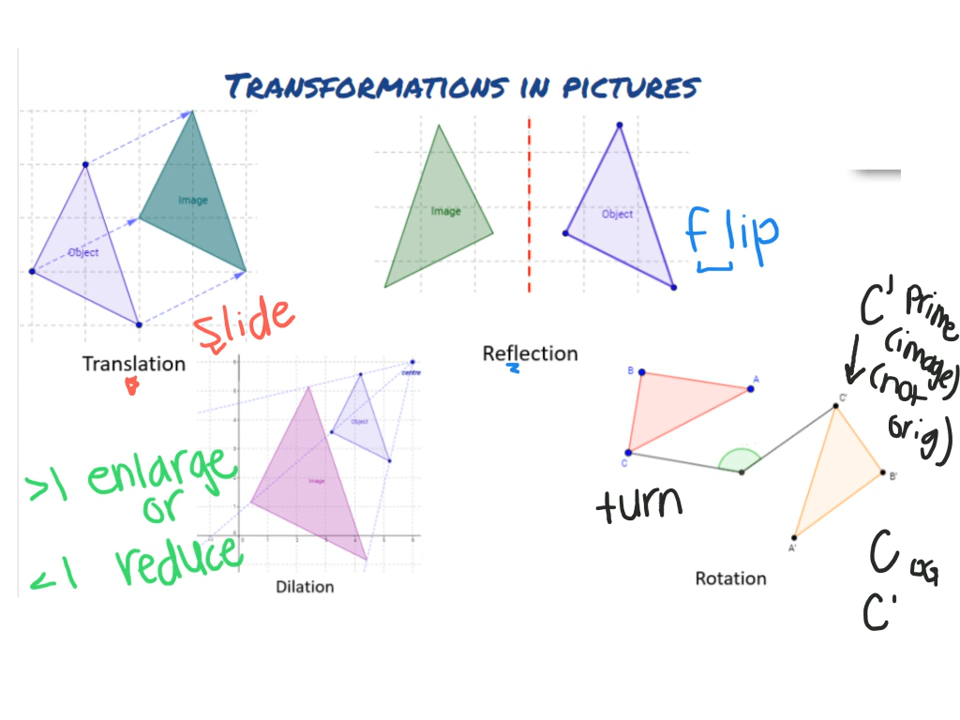 TRANSFORMATIONS IN PICTURES
Image
Object
Translation
slide
Image
Object
flip
Reflection
>1 enlarge
or
<1 reduce
centre
Object
Image
Dilation
B
A
C
turn
C'
B'
A'
Rotation
C' prime
(image)
(not
orig)
C OG
C'